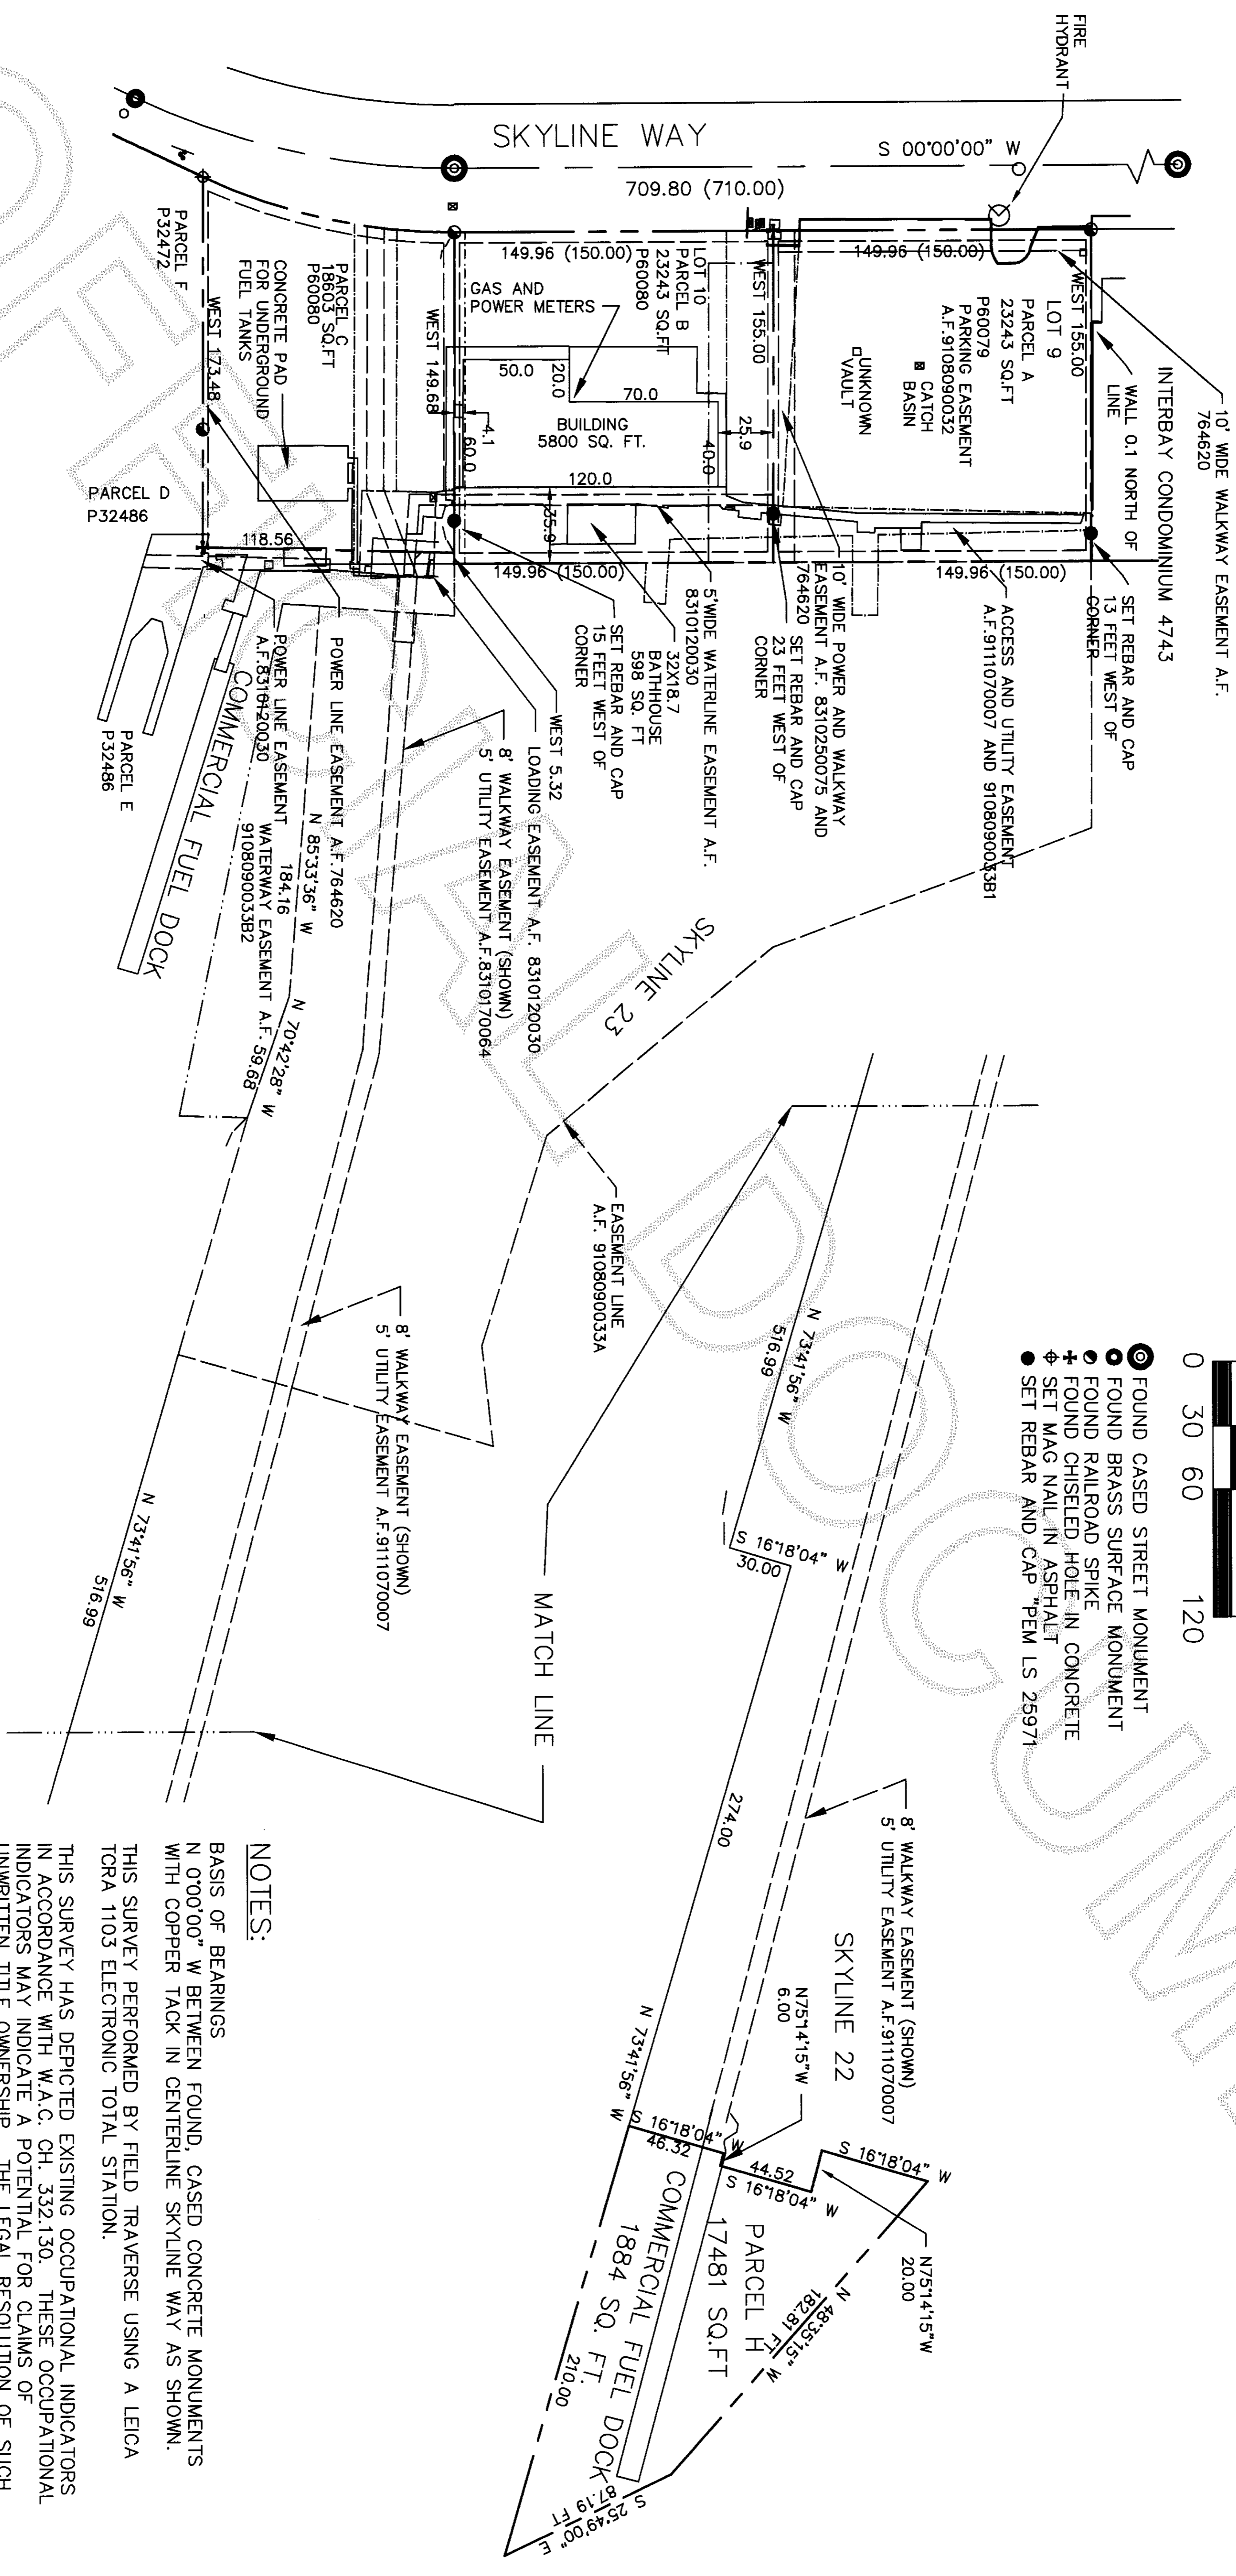 FIRE
HYDRANT
SKYLINE WAY
S 00°00'00" W
709.80 (710.00)
10' WIDE WALKWAY EASEMENT A.F.
764620
INTERBAY CONDOMINIUM 4743
WALL 0.1 NORTH OF
LINE
WEST 155.00
149.96 (150.00)
LOT 9
PARCEL A
23243 SQ.FT
P60079
PARKING EASEMENT
A.F.9108090032
CATCH
BASIN
UNKNOWN
VAULT
SET REBAR AND CAP
13 FEET WEST OF
CORNER
149.96 (150.00)
ACCESS AND UTILITY EASEMENT
A.F.9111070007 AND 9108090033B1
WEST 155.00
149.96 (150.00)
LOT 10
PARCEL B
23243 SQ.FT
P60080
GAS AND
POWER METERS
50.0
20.0
70.0
BUILDING
5800 SQ. FT.
25.9
40.0
4.1
60.0
120.0
35.9
149.96 (150.00)
10' WIDE POWER AND WALKWAY
EASEMENT A.F. 8310250075 AND
764620
SET REBAR AND CAP
23 FEET WEST OF
CORNER
5'WIDE WATERLINE EASEMENT A.F.
8310120030
32X18.7
BATHHOUSE
598 SQ. FT
SET REBAR AND CAP
15 FEET WEST OF
CORNER
WEST 5.32
LOADING EASEMENT A.F. 8310120030
8' WALKWAY EASEMENT (SHOWN)
5' UTILITY EASEMENT A.F.8310170064
WEST 149.68
PARCEL C
18603 SQ.FT
P60080
CONCRETE PAD
FOR UNDERGROUND
FUEL TANKS
WEST 173.48
PARCEL F
P32472
PARCEL D
P32486
118.56
POWER LINE EASEMENT A.F.764620
N 85°33'36" W
184.16
POWER LINE EASEMENT
A.F.8310120030
WATERWAY EASEMENT A.F.
9108090033B2
N 70°42'28" W
59.68
COMMERCIAL FUEL DOCK
PARCEL E
P32486
SKYLINE 23
EASEMENT LINE
A.F. 9108090033A
8' WALKWAY EASEMENT (SHOWN)
5' UTILITY EASEMENT A.F.9111070007
N 73°41'56" W
516.99
MATCH LINE
N 73°41'56" W
516.99
S 16°18'04" W
30.00
274.00
N 73°41'56" W
8' WALKWAY EASEMENT (SHOWN)
5' UTILITY EASEMENT A.F.9111070007
SKYLINE 22
N75°14'15"W
6.00
S 16°18'04" W
46.32
44.52
S 16°18'04" W
S 16°18'04" W
N75°14'15"W
20.00
PARCEL H
17481 SQ.FT
N 48°35'15" W
182.81 FT
COMMERCIAL FUEL DOCK
1884 SQ. FT.
210.00
S 25°49'00" E
87.19 FT
0 30 60 120
FOUND CASED STREET MONUMENT
FOUND BRASS SURFACE MONUMENT
FOUND RAILROAD SPIKE
FOUND CHISELED HOLE IN CONCRETE
SET MAG NAIL IN ASPHALT
SET REBAR AND CAP "PEM LS 25971
NOTES:
BASIS OF BEARINGS
N 0°00'00" W BETWEEN FOUND, CASED CONCRETE MONUMENTS
WITH COPPER TACK IN CENTERLINE SKYLINE WAY AS SHOWN.
THIS SURVEY PERFORMED BY FIELD TRAVERSE USING A LEICA
TCRA 1103 ELECTRONIC TOTAL STATION.
THIS SURVEY HAS DEPICTED EXISTING OCCUPATIONAL INDICATORS
IN ACCORDANCE WITH W.A.C. CH. 332.130. THESE OCCUPATIONAL
INDICATORS MAY INDICATE A POTENTIAL FOR CLAIMS OF
UNWRITTEN TITLE OWNERSHIP. THE LEGAL RESOLUTION OF SUCH